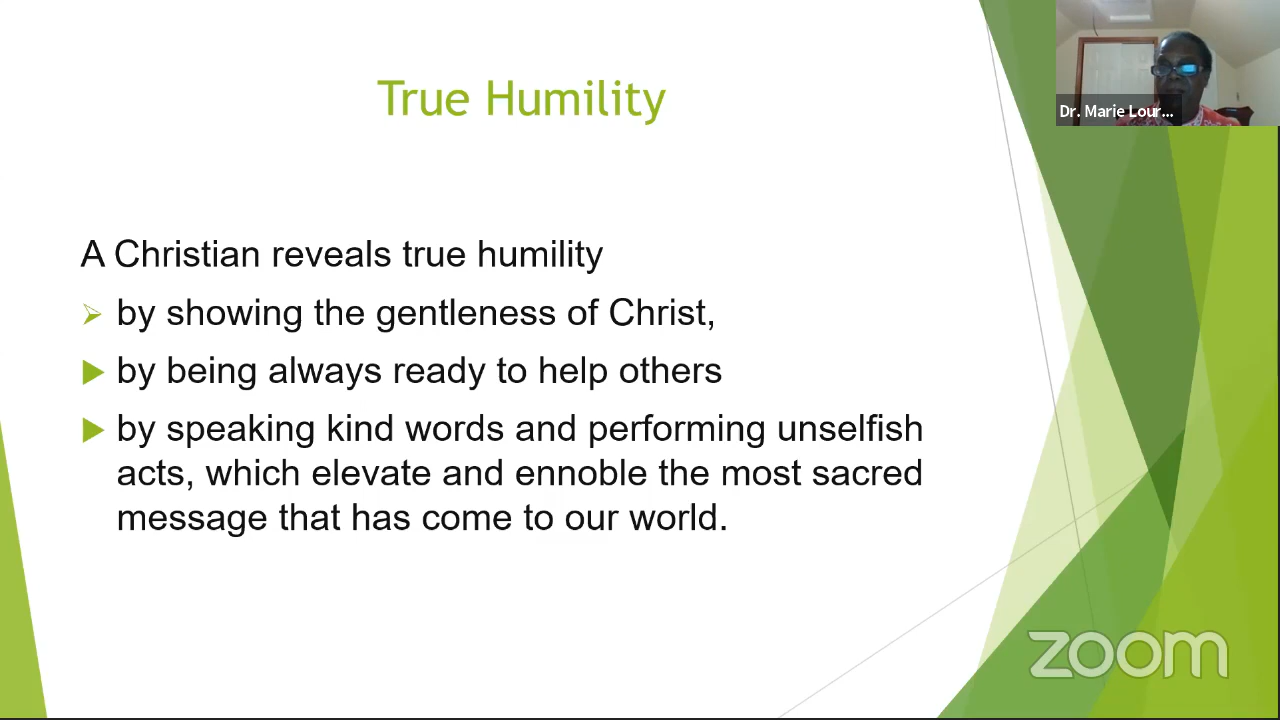 True Humility
Dr. Marie Lour...
A Christian reveals true humility
by showing the gentleness of Christ,
by being always ready to help others
by speaking kind words and performing unselfish
acts, which elevate and ennoble the most sacred
message that has come to our world.
zoom